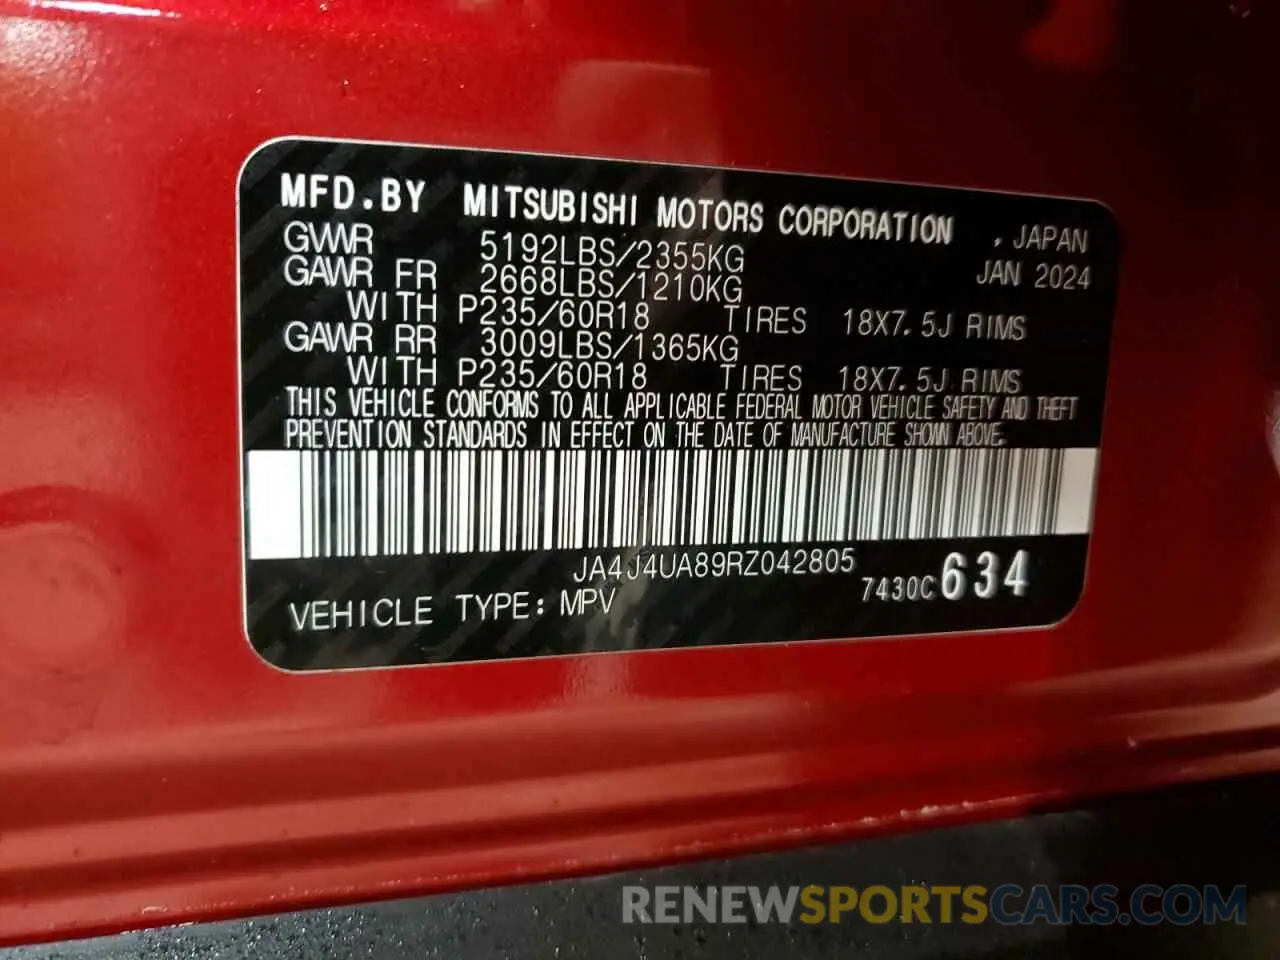 MFD.BY MITSUBISHI MOTORS CORPORATION , JAPAN
GVWR 5192LBS/2355KG JAN 2024
GAWR FR 2668LBS/1210KG
WITH P235/60R18 TIRES 18X7.5J RIMS
GAWR RR 3009LBS/1365KG
WITH P235/60R18 TIRES 18X7.5J RIMS
THIS VEHICLE CONFORMS TO ALL APPLICABLE FEDERAL MOTOR VEHICLE SAFETY AND THEFT
PREVENTION STANDARDS IN EFFECT ON THE DATE OF MANUFACTURE SHOWN ABOVE.
JA4J4UA89RZ042805
7430C 634
VEHICLE TYPE: MPV
RENEWSPORTSCARS.COM